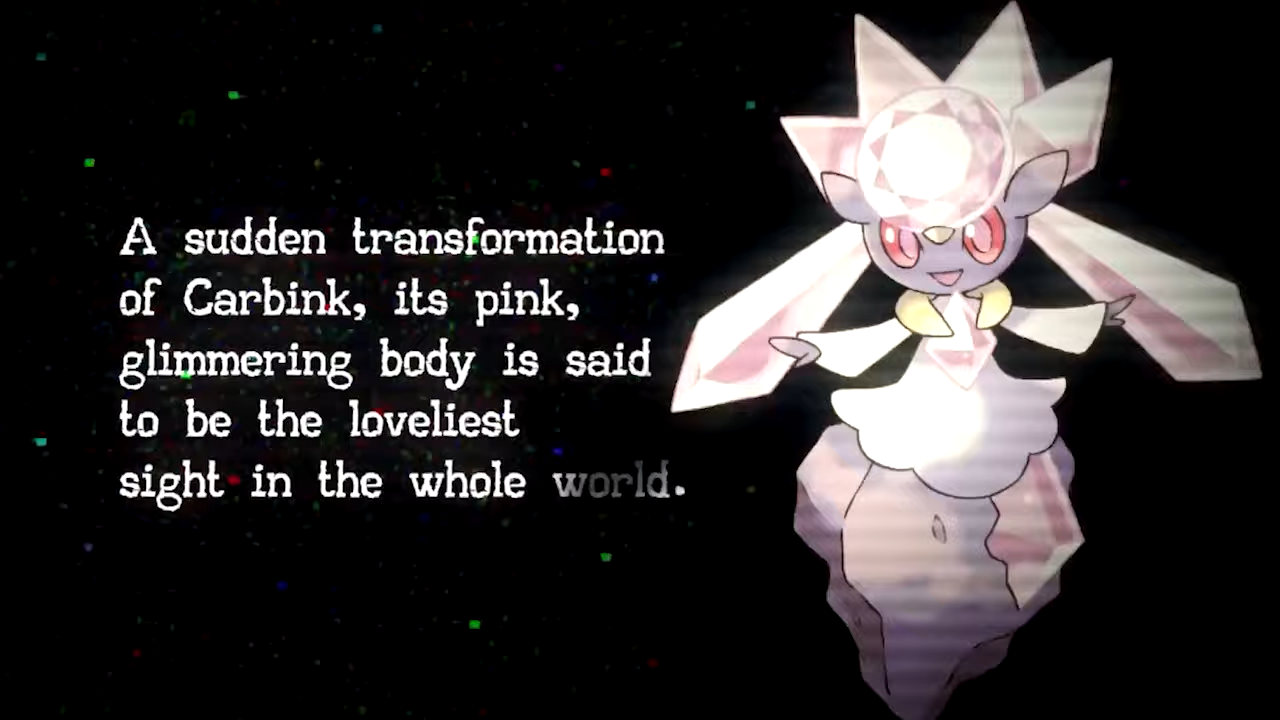 A sudden transformation
of Carbink, its pink,
glimmering body is said
to be the loveliest
sight in the whole world.